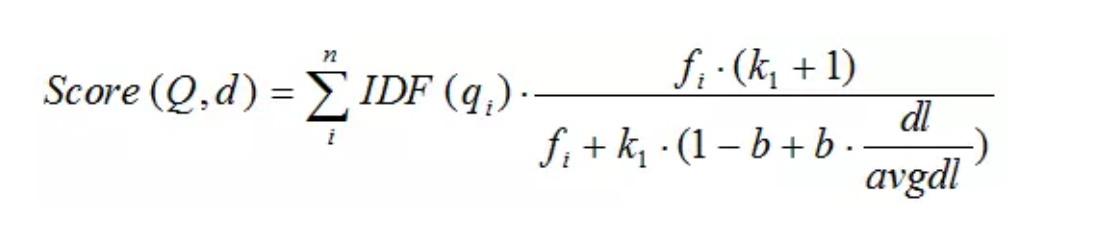 Score (Q,d) = \sum_{i}^{n} IDF (q_i) \cdot \frac{f_i \cdot (k_1 + 1)}{f_i + k_1 \cdot (1 - b + b \cdot \frac{dl}{avgdl})}